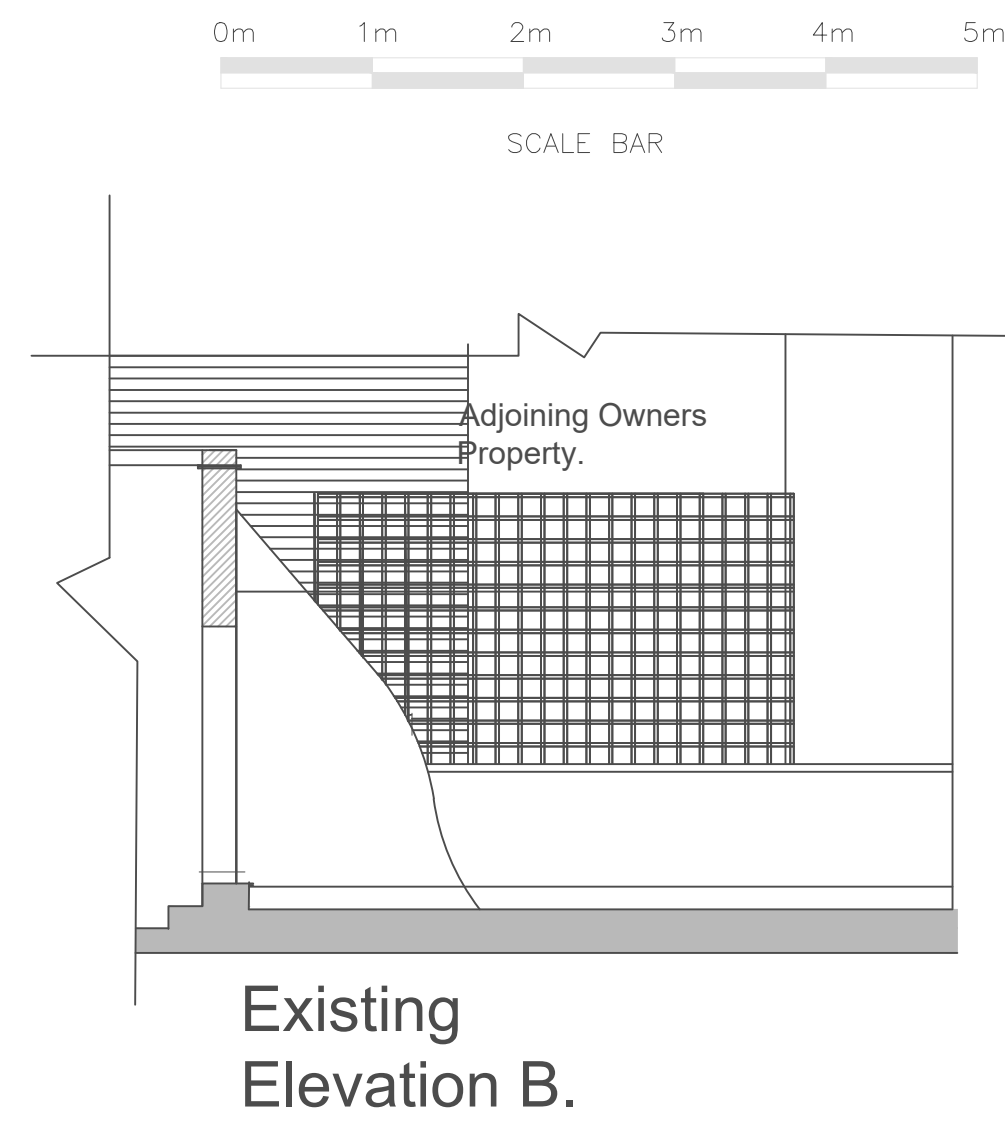 0m 1m 2m 3m 4m 5m
SCALE BAR
Adjoining Owners
Property.
Existing
Elevation B.